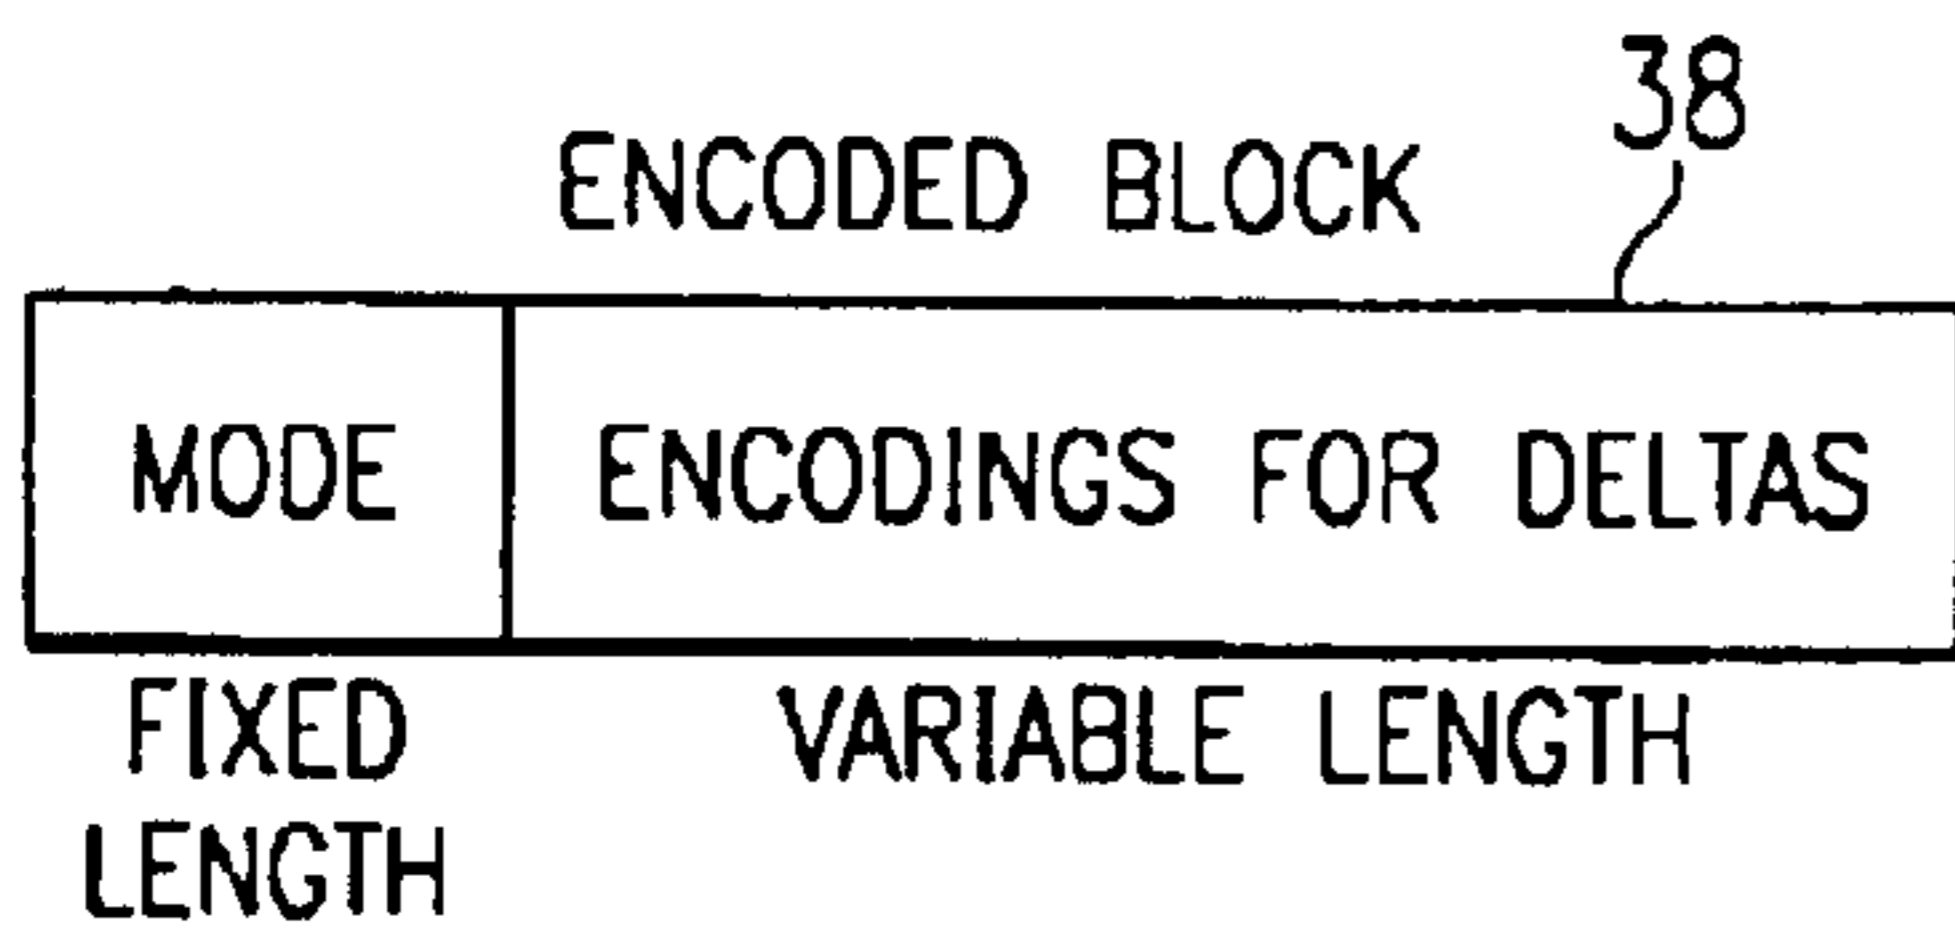 38
ENCODED BLOCK
MODE
ENCODINGS FOR DELTAS
FIXED
LENGTH
VARIABLE LENGTH